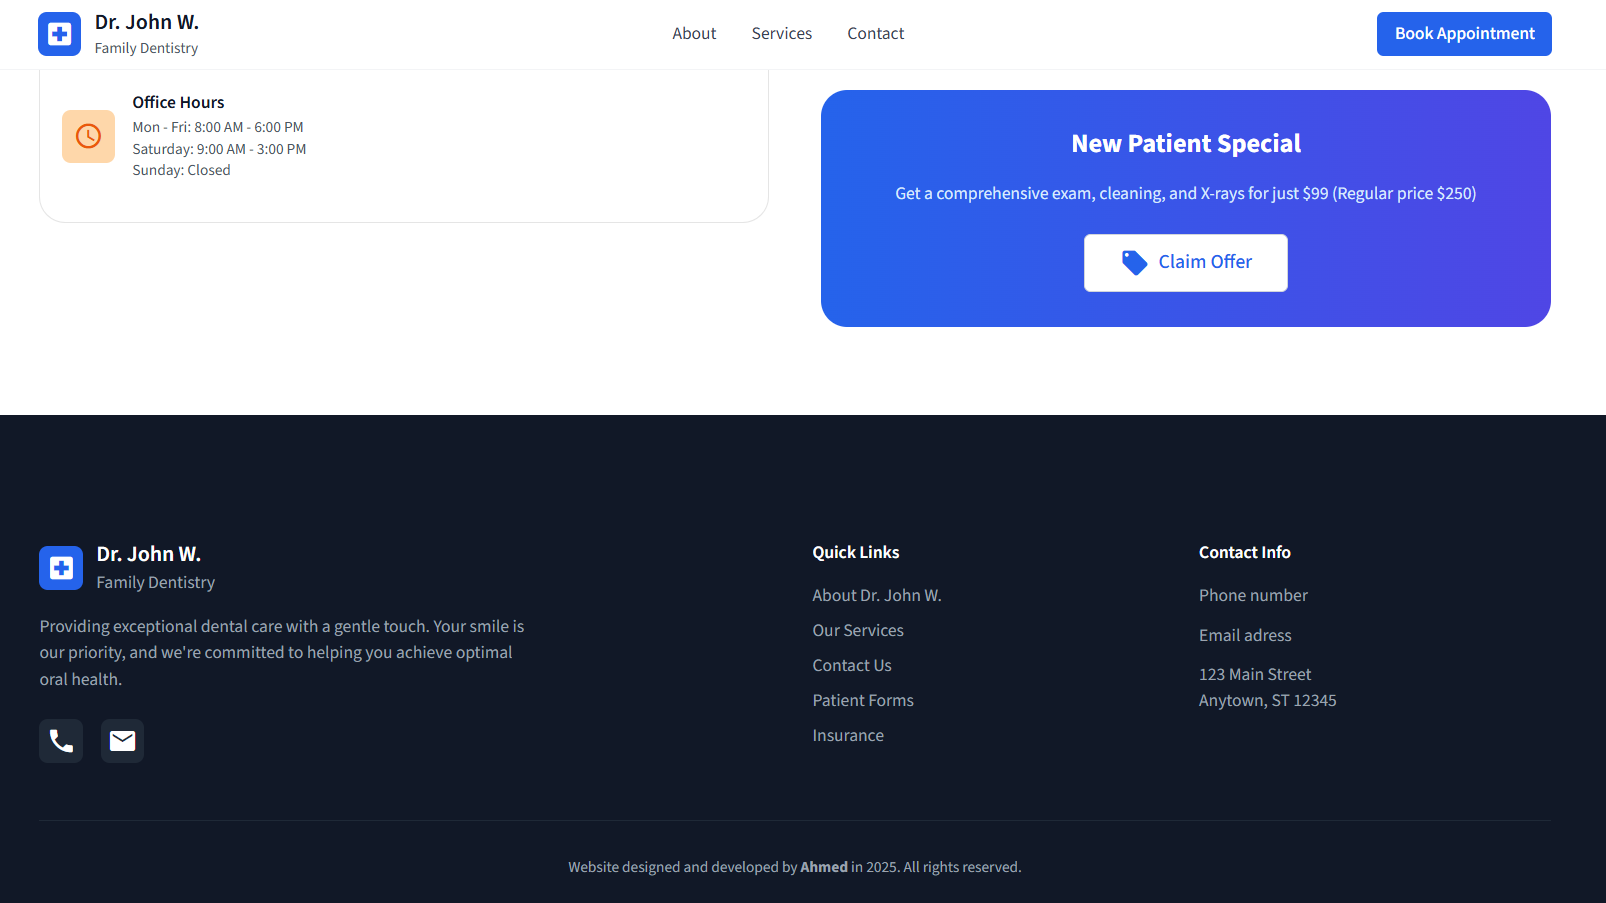 Dr. John W.
Family Dentistry
About
Services
Contact
Book Appointment
Office Hours
Mon - Fri: 8:00 AM - 6:00 PM
Saturday: 9:00 AM - 3:00 PM
Sunday: Closed
New Patient Special
Get a comprehensive exam, cleaning, and X-rays for just $99 (Regular price $250)
Claim Offer
Dr. John W.
Family Dentistry
Providing exceptional dental care with a gentle touch. Your smile is
our priority, and we're committed to helping you achieve optimal
oral health.
Quick Links
About Dr. John W.
Our Services
Contact Us
Patient Forms
Insurance
Contact Info
Phone number
Email adress
123 Main Street
Anytown, ST 12345
Website designed and developed by Ahmed in 2025. All rights reserved.